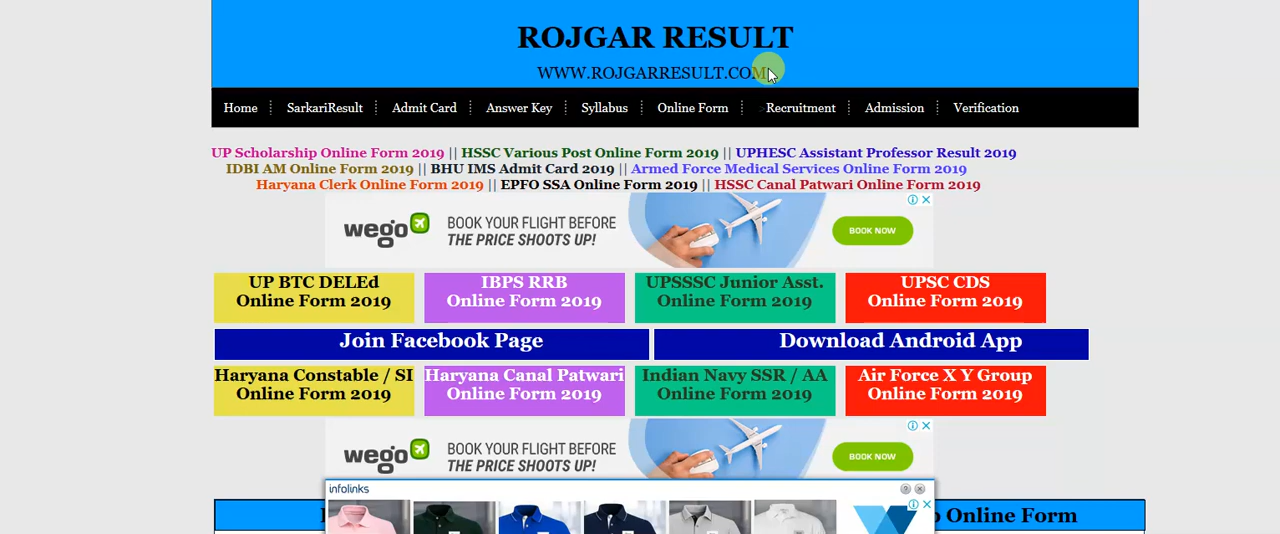 ROJGAR RESULT
WWW.ROJGARRESULT.COM
Home SarkariResult Admit Card Answer Key Syllabus Online Form Recruitment Admission Verification
UP Scholarship Online Form 2019 || HSSC Various Post Online Form 2019 || UPHESC Assistant Professor Result 2019
IDBI AM Online Form 2019 || BHU IMS Admit Card 2019 || Armed Force Medical Services Online Form 2019
Haryana Clerk Online Form 2019 || EPFO SSA Online Form 2019 || HSSC Canal Patwari Online Form 2019
wego
BOOK YOUR FLIGHT BEFORE
THE PRICE SHOOTS UP!
BOOK NOW
UP BTC DELEd
Online Form 2019
IBPS RRB
Online Form 2019
UPSSSC Junior Asst.
Online Form 2019
UPSC CDS
Online Form 2019
Join Facebook Page
Download Android App
Haryana Constable / SI
Online Form 2019
Haryana Canal Patwari
Online Form 2019
Indian Navy SSR / AA
Online Form 2019
Air Force X Y Group
Online Form 2019
wego
BOOK YOUR FLIGHT BEFORE
THE PRICE SHOOTS UP!
BOOK NOW
infolinks
Online Form